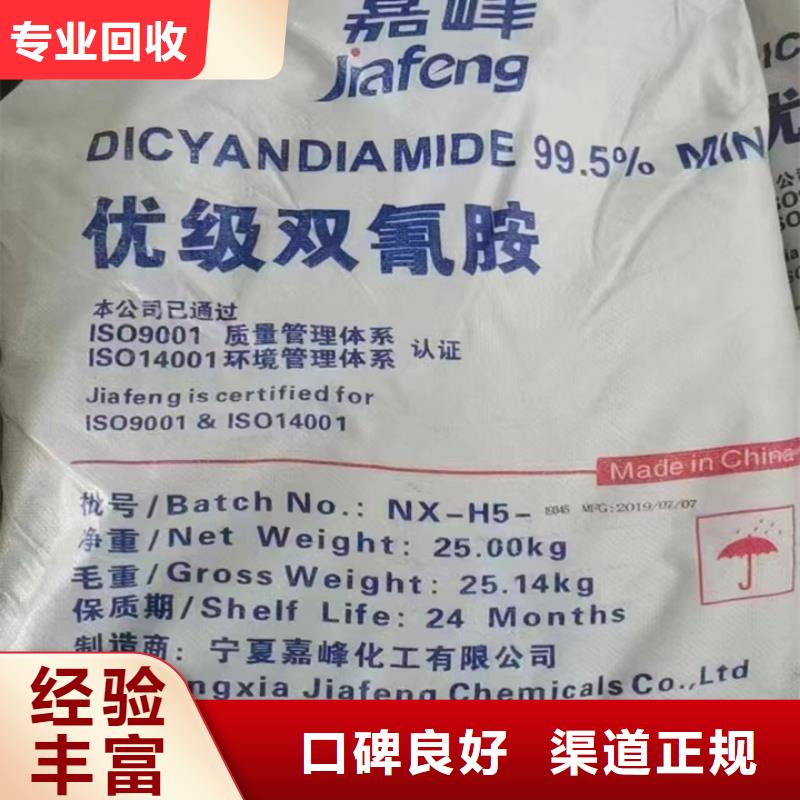 专业回收
嘉峰
Jiafeng
DICYANDIAMIDE 99.5% MIN
优级双氰胺
本公司已通过
ISO9001 质量管理体系
ISO14001环境管理体系 认证
Jiafeng is certified for
ISO9001 & ISO14001
Made in China
批号/Batch No.: NX-H5- MFG:2019/07/07
净重/Net Weight: 25.00kg
毛重/Gross Weight: 25.14kg
保质期/Shelf Life: 24 Months
制造商: 宁夏嘉峰化工有限公司
ngxia Jiafeng Chemicals Co.,Ltd
经验
丰富
口碑良好 渠道正规